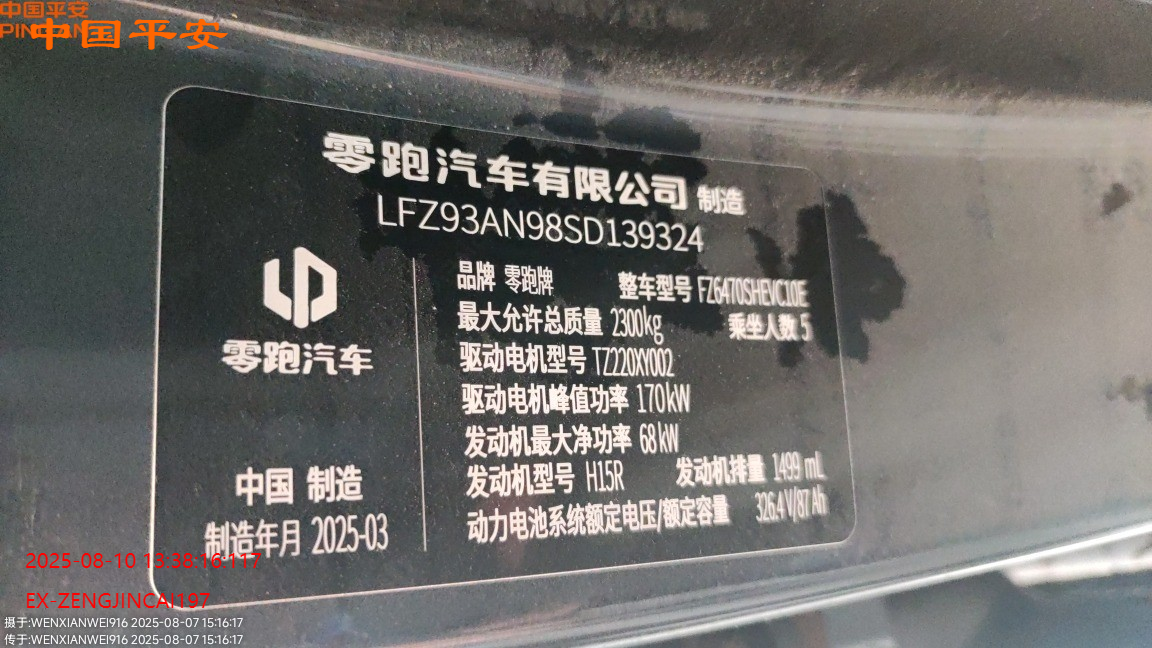 中国平安
PINGAN
中国平安
零跑汽车有限公司 制造
LFZ93AN98SD139324
品牌 零跑牌 整车型号 FZ6470SHEVC10E
最大允许总质量 2300kg 乘坐人数 5
驱动电机型号 TZ220XY002
驱动电机峰值功率 170kW
发动机最大净功率 68kW
发动机型号 H15R 发动机排量 1499 mL
动力电池系统额定电压/额定容量 326.4V/87Ah
零跑汽车
中国 制造
制造年月 2025-03
2025-08-10 13:38:16:117
EX-ZENGJINCAI197
摄于:WENXIANWEI916 2025-08-07 15:16:17
传于:WENXIANWEI916 2025-08-07 15:16:17